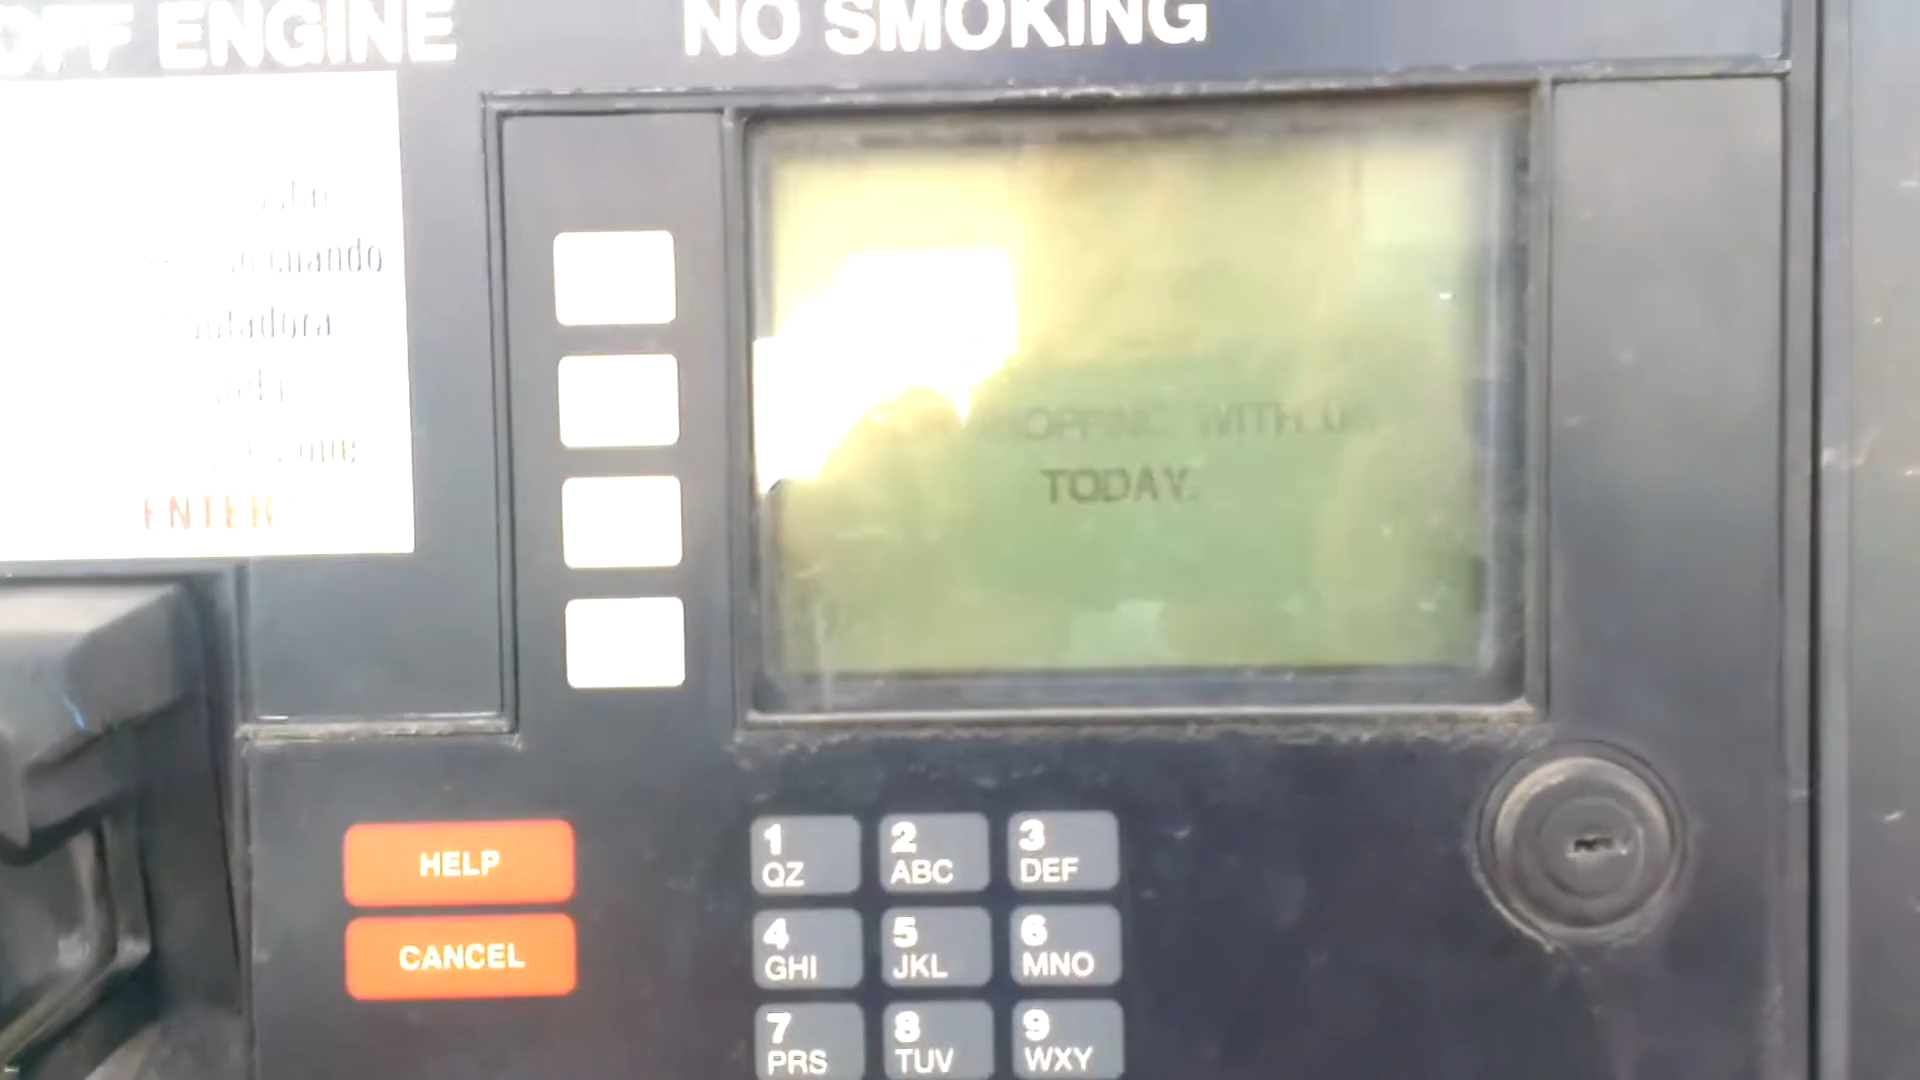 OFF ENGINE
NO SMOKING
cuando
ENTER
SHOPPING WITH US
TODAY.
HELP
CANCEL
1
QZ
2
ABC
3
DEF
4
GHI
5
JKL
6
MNO
7
PRS
8
TUV
9
WXY